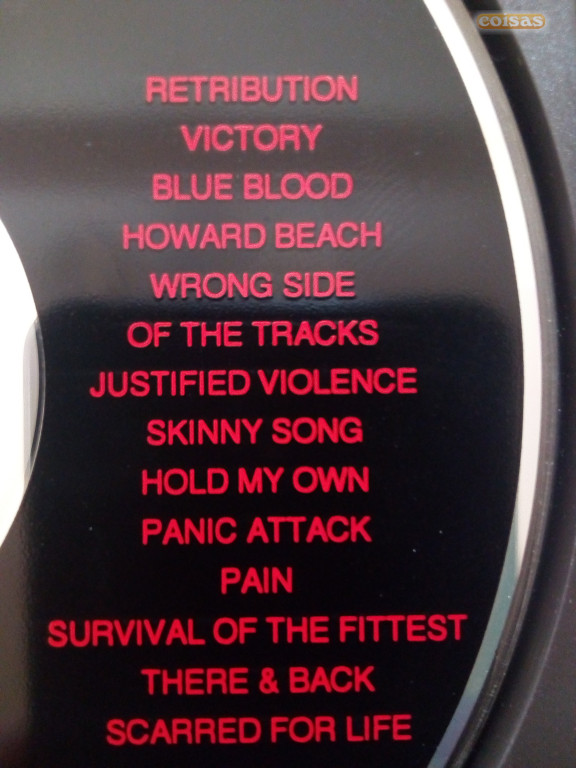 coisas
RETRIBUTION
VICTORY
BLUE BLOOD
HOWARD BEACH
WRONG SIDE
OF THE TRACKS
JUSTIFIED VIOLENCE
SKINNY SONG
HOLD MY OWN
PANIC ATTACK
PAIN
SURVIVAL OF THE FITTEST
THERE & BACK
SCARRED FOR LIFE